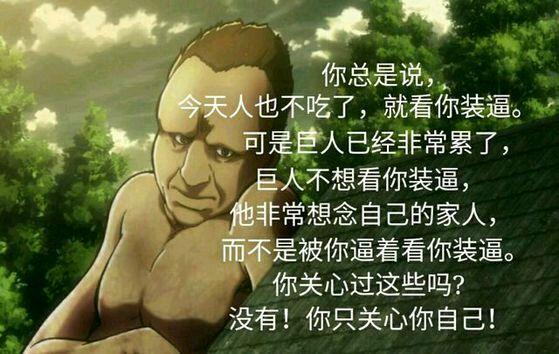 你总是说，
今天人也不吃了，就看你装逼。
可是巨人已经非常累了，
巨人不想看你装逼，
他非常想念自己的家人，
而不是被你逼着看你装逼。
你关心过这些吗？
没有！你只关心你自己！